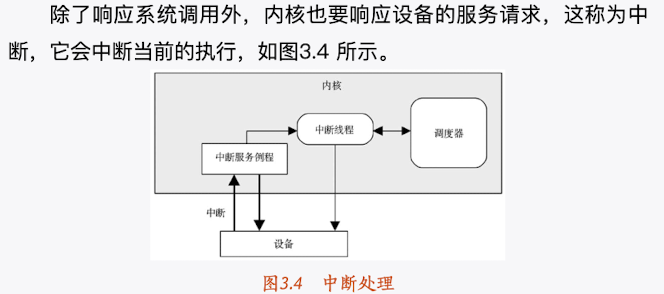 除了响应系统调用外，内核也要响应设备的服务请求，这称为中
断，它会中断当前的执行，如图3.4 所示。
内核
中断线程
调度器
中断服务例程
中断
设备
图3.4 中断处理